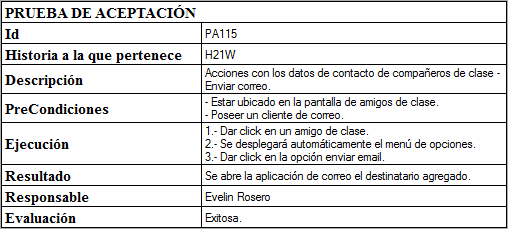 PRUEBA DE ACEPTACIÓN
Id PA115
Historia a la que pertenece H21W
Descripción Acciones con los datos de contacto de compañeros de clase -
Enviar correo.
PreCondiciones - Estar ubicado en la pantalla de amigos de clase.
- Poseer un cliente de correo.
Ejecución 1.- Dar click en un amigo de clase.
2.- Se desplegará automáticamente el menú de opciones.
3.- Dar click en la opción enviar email.
Resultado Se abre la aplicación de correo el destinatario agregado.
Responsable Evelin Rosero
Evaluación Exitosa.